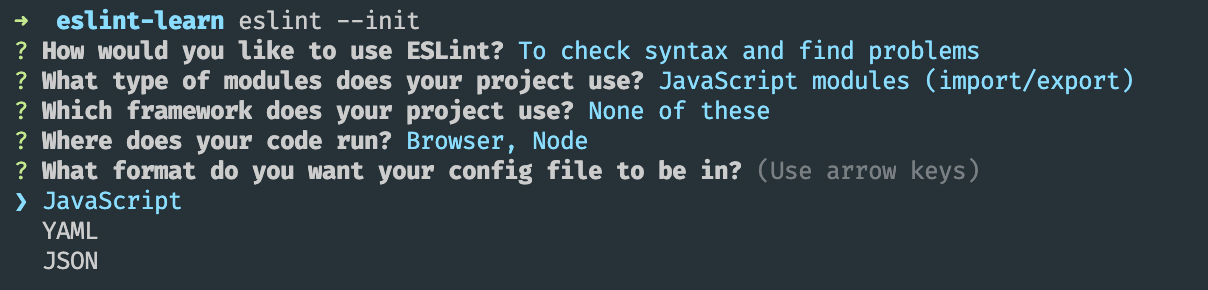 ➜  eslint-learn eslint --init
? How would you like to use ESLint? To check syntax and find problems
? What type of modules does your project use? JavaScript modules (import/export)
? Which framework does your project use? None of these
? Where does your code run? Browser, Node
? What format do you want your config file to be in? (Use arrow keys)
❯ JavaScript
  YAML
  JSON